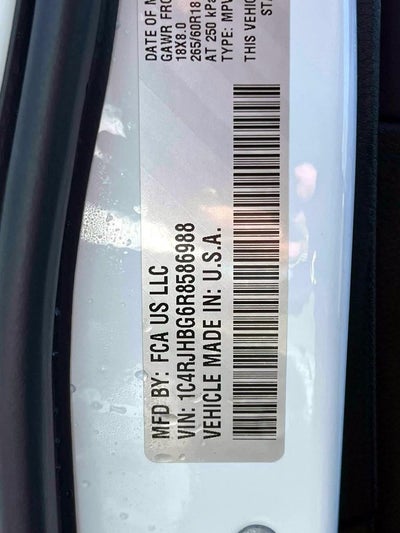 MFD BY: FCA US LLC
VIN: 1C4RJHBG6R8586988
VEHICLE MADE IN: U.S.A.
DATE OF M
GAWR FRO
18X8.0
265/60R18
AT 250 kPa
TYPE: MPV
THIS VEHIC
STA